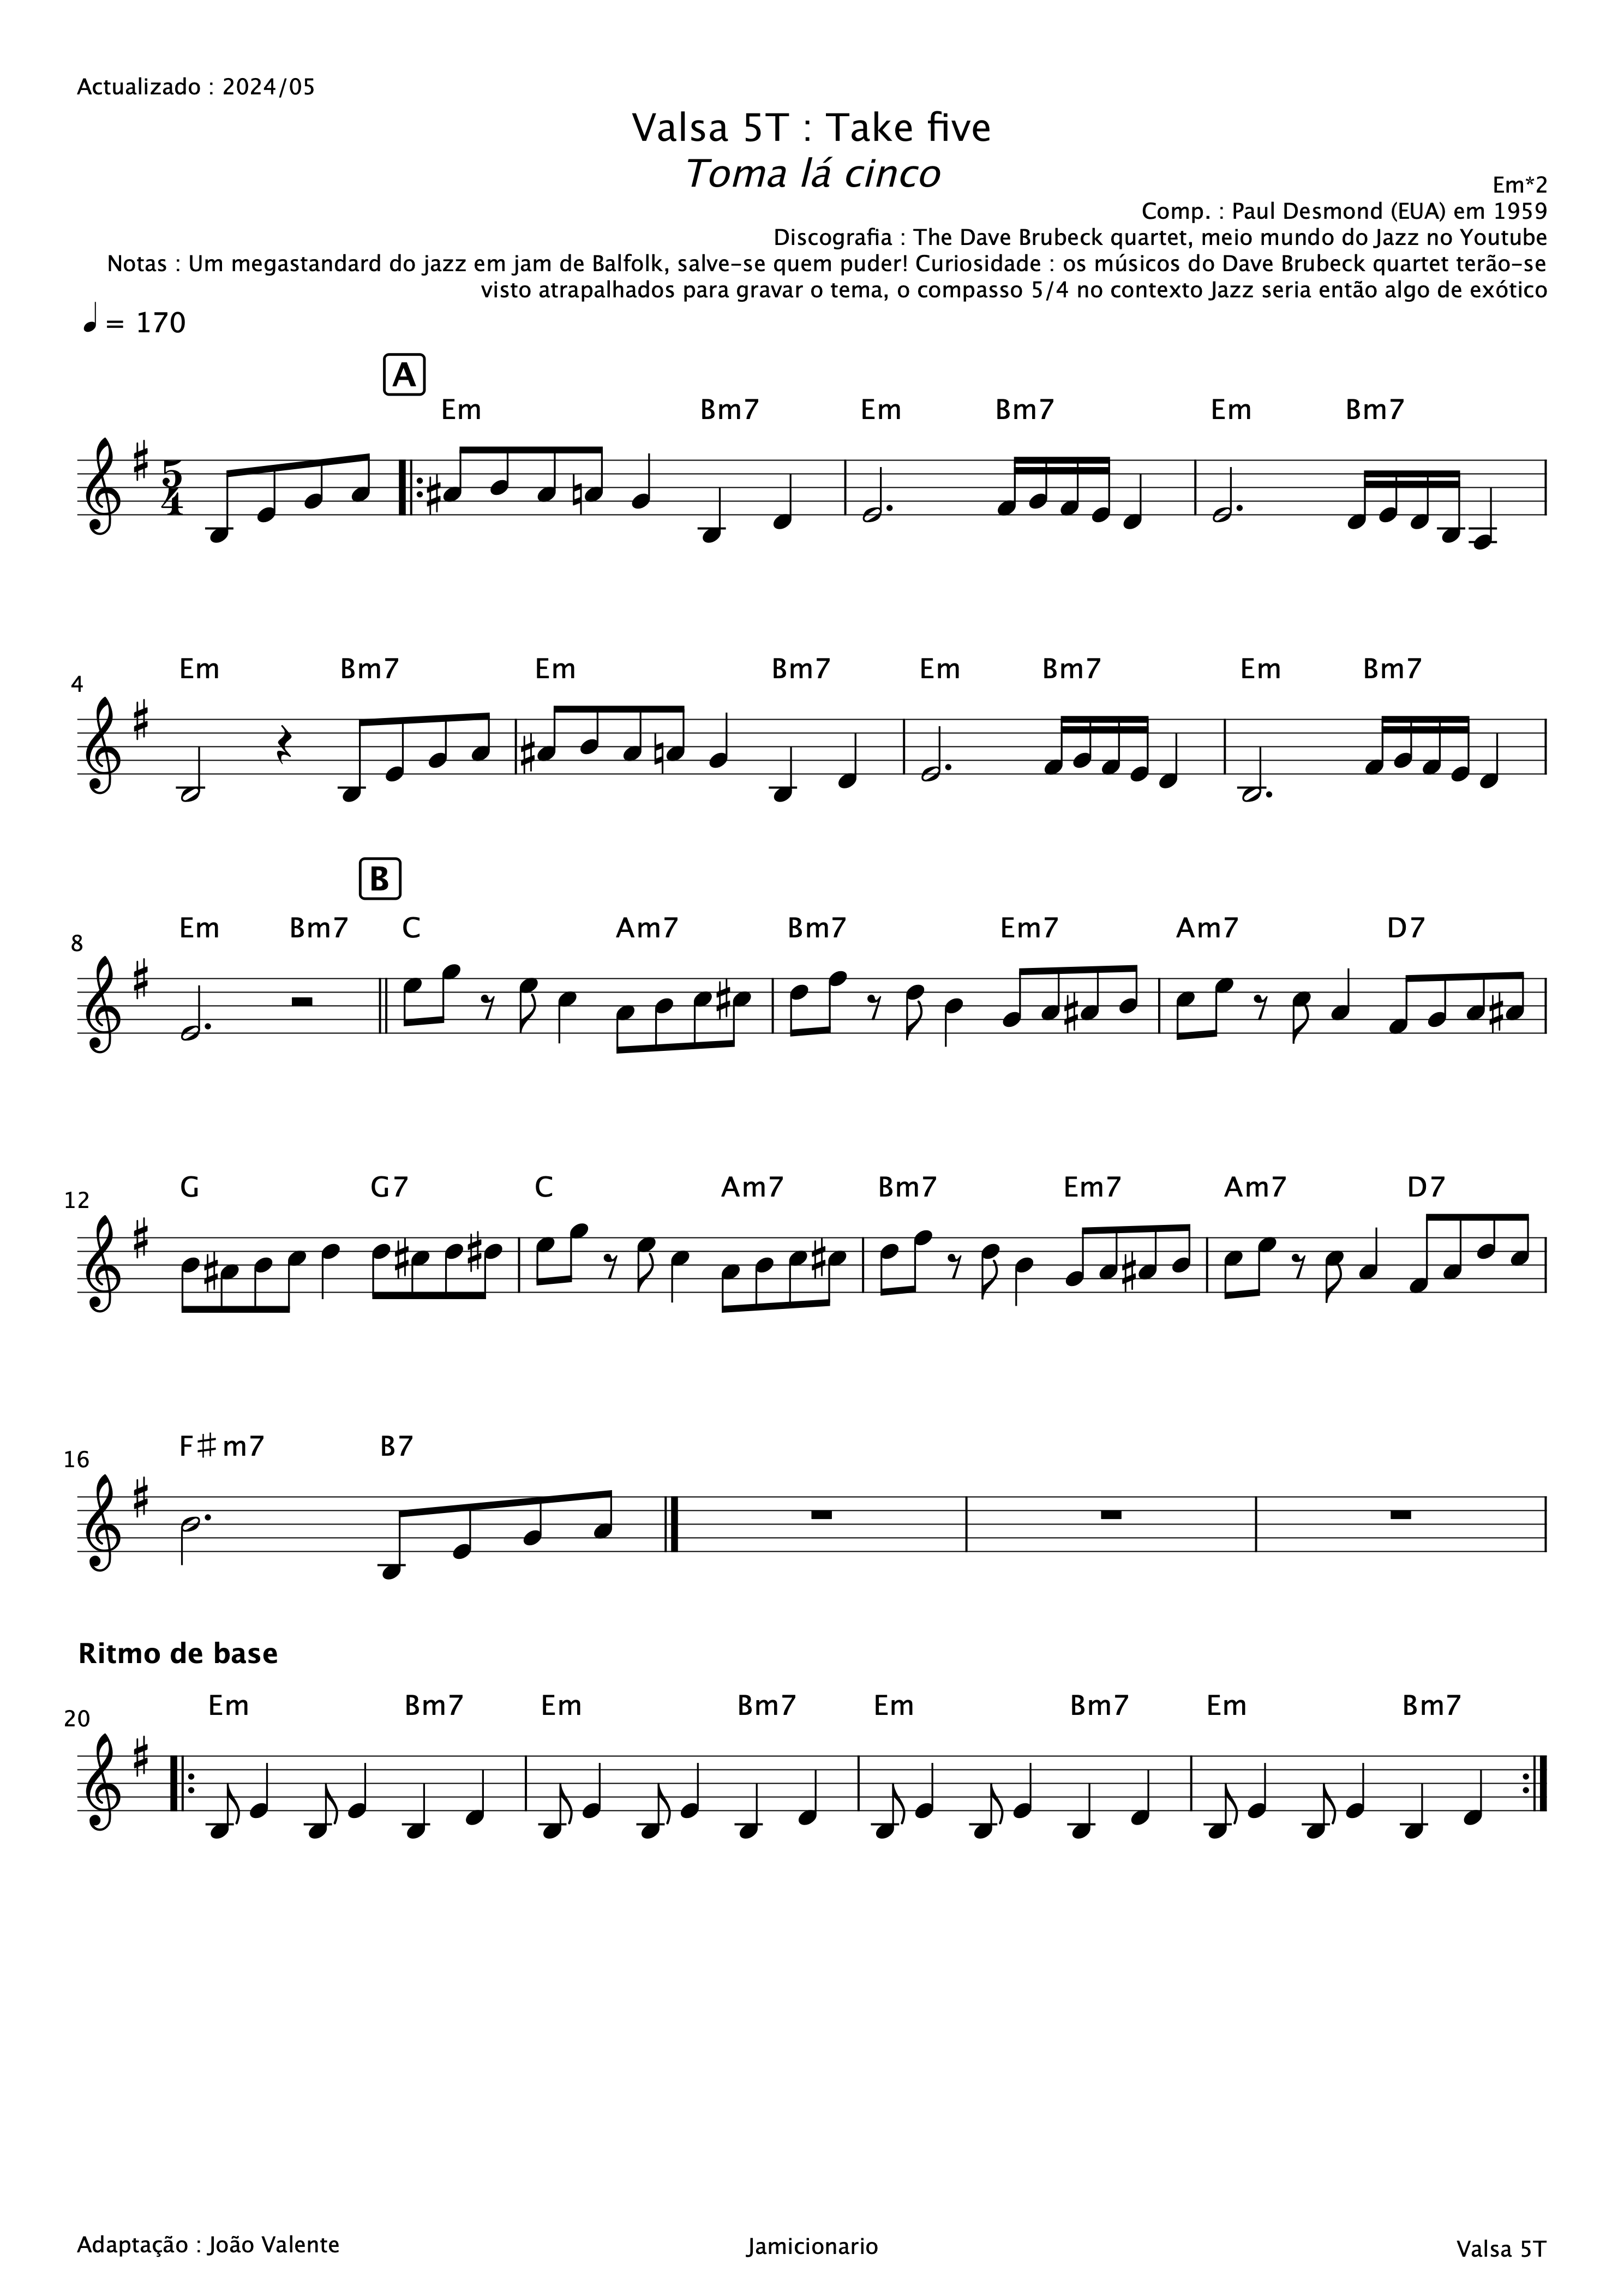 Actualizado : 2024/05
Valsa 5T : Take five
Toma lá cinco
Em*2
Comp. : Paul Desmond (EUA) em 1959
Discografia : The Dave Brubeck quartet, meio mundo do Jazz no Youtube
Notas : Um megastandard do jazz em jam de Balfolk, salve-se quem puder! Curiosidade : os músicos do Dave Brubeck quartet terão-se
visto atrapalhados para gravar o tema, o compasso 5/4 no contexto Jazz seria então algo de exótico
= 170
A
Em Bm7 Em Bm7 Em Bm7
5
4
4
Em Bm7 Em Bm7 Em Bm7 Em Bm7
B
8
Em Bm7 C Am7 Bm7 Em7 Am7 D7
12
G G7 C Am7 Bm7 Em7 Am7 D7
16
F♯m7 B7
Ritmo de base
20
Em Bm7 Em Bm7 Em Bm7 Em Bm7
Adaptação : João Valente
Jamicionario
Valsa 5T